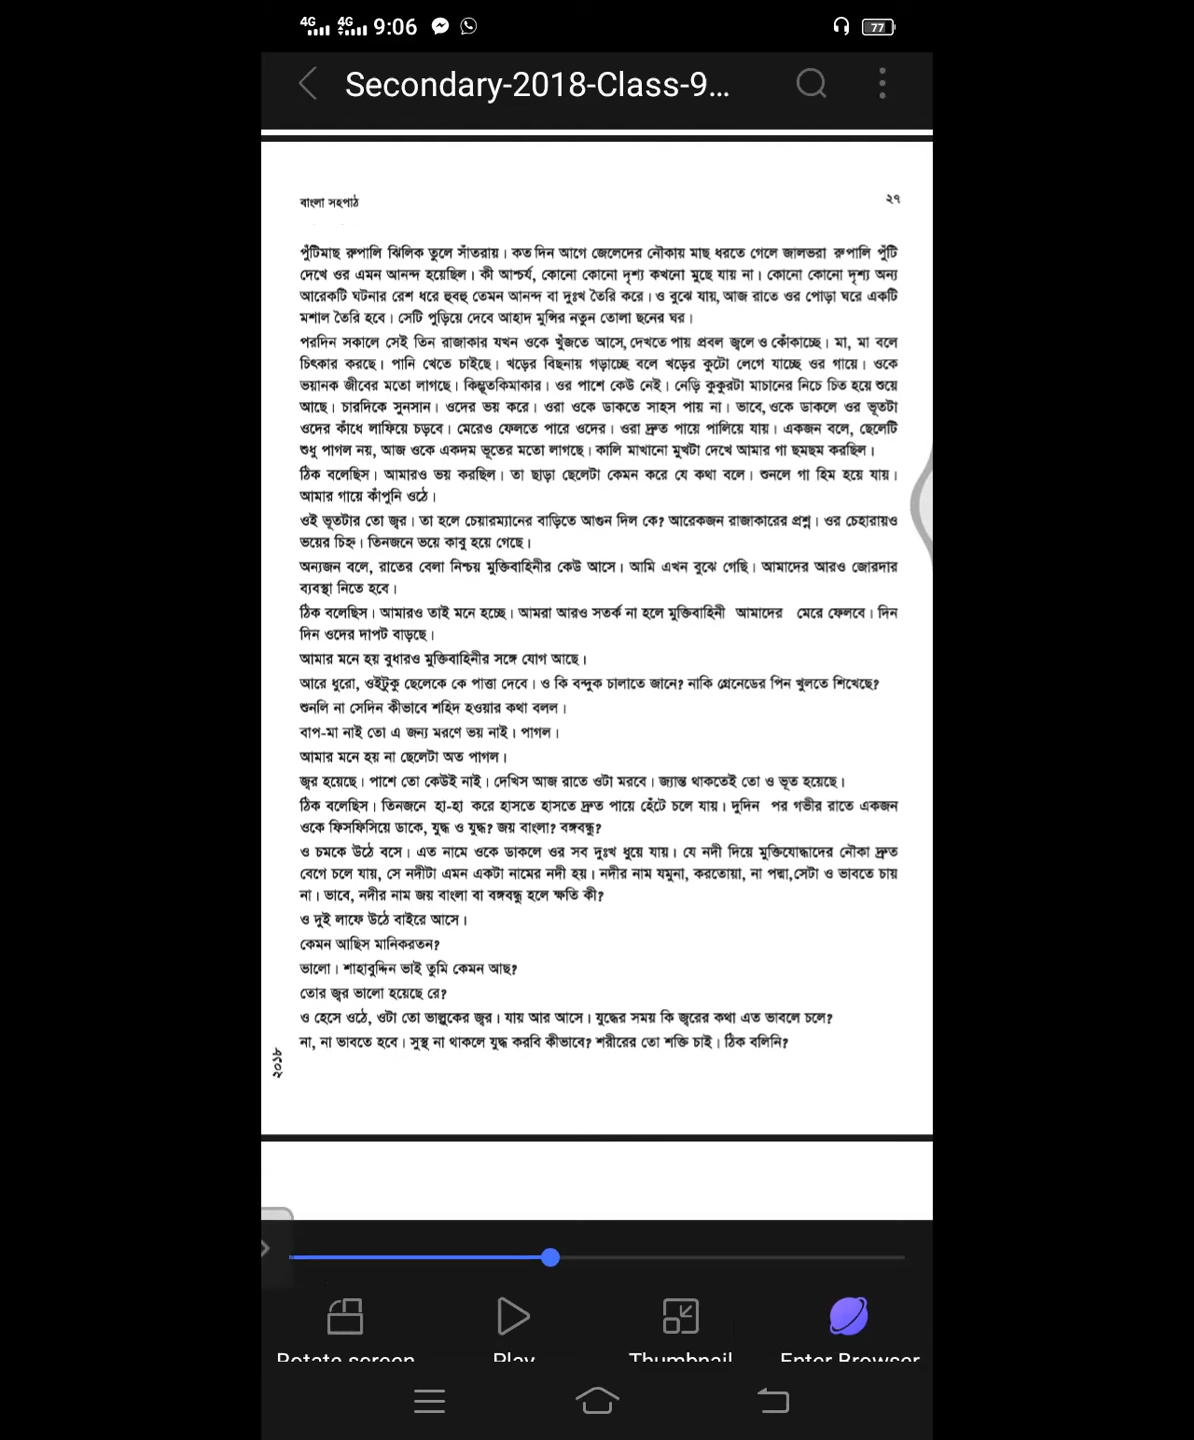 4G 4G 9:06 77
Secondary-2018-Class-9...
বাংলা সহপাঠ ২৭
পুঁটিমাছ রুপালি ঝিলিক তুলে সাঁতরায়। কত দিন আগে জেলেদের নৌকায় মাছ ধরতে গেলে জালভরা রুপালি পুঁটি
দেখে ওর এমন আনন্দ হয়েছিল। কী আশ্চর্য, কোনো কোনো দৃশ্য কখনো মুছে যায় না। কোনো কোনো দৃশ্য অন্য
আরেকটি ঘটনার রেশ ধরে হুবহু তেমন আনন্দ বা দুঃখ তৈরি করে। ও বুঝে যায়, আজ রাতে ওর পোড়া ঘরে একটি
মশাল তৈরি হবে। সেটি পুড়িয়ে দেবে আহাদ মুন্সির নতুন তোলা ছনের ঘর।
পরদিন সকালে সেই তিন রাজাকার যখন ওকে খুঁজতে আসে, দেখতে পায় প্রবল জ্বলে ও কোঁকাচ্ছে। মা, মা বলে
চিৎকার করছে। পানি খেতে চাইছে। খড়ের বিছনায় গড়াচ্ছে বলে খড়ের কুটো লেগে যাচ্ছে ওর গায়ে। ওকে
ভয়ানক জীবের মতো লাগছে। কিম্ভূতকিমাকার। ওর পাশে কেউ নেই। নেড়ি কুকুরটা মাচানের নিচে চিত হয়ে শুয়ে
আছে। চারদিকে সুনসান। ওদের ভয় করে। ওরা ওকে ডাকতে সাহস পায় না। ভাবে, ওকে ডাকলে ওর ভূতটা
ওদের কাঁধে লাফিয়ে চড়বে। মেরেও ফেলতে পারে ওদের। ওরা দ্রুত পায়ে পালিয়ে যায়। একজন বলে, ছেলেটি
শুধু পাগল নয়, আজ ওকে একদম ভূতের মতো লাগছে। কালি মাখানো মুখটা দেখে আমার গা ছমছম করছিল।
ঠিক বলেছিস। আমারও ভয় করছিল। তা ছাড়া ছেলেটা কেমন করে যে কথা বলে। শুনলে গা হিম হয়ে যায়।
আমার গায়ে কাঁপুনি ওঠে।
ওই ভূতটার তো জ্বর। তা হলে চেয়ারম্যানের বাড়িতে আগুন দিল কে? আরেকজন রাজাকারের প্রশ্ন। ওর চেহারায়ও
ভয়ের চিহ্ন। তিনজনে ভয়ে কাবু হয়ে গেছে।
অন্যজন বলে, রাতের বেলা নিশ্চয় মুক্তিবাহিনীর কেউ আসে। আমি এখন বুঝে গেছি। আমাদের আরও জোরদার
ব্যবস্থা নিতে হবে।
ঠিক বলেছিস। আমারও তাই মনে হচ্ছে। আমরা আরও সতর্ক না হলে মুক্তিবাহিনী আমাদের মেরে ফেলবে। দিন
দিন ওদের দাপট বাড়ছে।
আমার মনে হয় বুধারও মুক্তিবাহিনীর সঙ্গে যোগ আছে।
আরে ধুরো, ওইটুকু ছেলেকে কে পাত্তা দেবে। ও কি বন্দুক চালাতে জানে? নাকি গ্রেনেডের পিন খুলতে শিখেছে?
শুনলি না সেদিন কীভাবে শহিদ হওয়ার কথা বলল।
বাপ-মা নাই তো এ জন্য মরণে ভয় নাই। পাগল।
আমার মনে হয় না ছেলেটা অত পাগল।
জ্বর হয়েছে। পাশে তো কেউই নাই। দেখিস আজ রাতে ওটা মরবে। জ্যান্ত থাকতেই তো ও ভূত হয়েছে।
ঠিক বলেছিস। তিনজনে হা-হা করে হাসতে হাসতে দ্রুত পায়ে হেঁটে চলে যায়। দুদিন পর গভীর রাতে একজন
ওকে ফিসফিসিয়ে ডাকে, যুদ্ধ ও যুদ্ধ? জয় বাংলা? বঙ্গবন্ধু?
ও চমকে উঠে বসে। এত নামে ওকে ডাকলে ওর সব দুঃখ ধুয়ে যায়। যে নদী দিয়ে মুক্তিযোদ্ধাদের নৌকা দ্রুত
বেগে চলে যায়, সে নদীটা এমন একটা নামের নদী হয়। নদীর নাম যমুনা, করতোয়া, না পদ্মা,সেটা ও ভাবতে চায়
না। ভাবে, নদীর নাম জয় বাংলা বা বঙ্গবন্ধু হলে ক্ষতি কী?
ও দুই লাফে উঠে বাইরে আসে।
কেমন আছিস মানিকরতন?
ভালো। শাহাবুদ্দিন ভাই তুমি কেমন আছ?
তোর জ্বর ভালো হয়েছে রে?
ও হেসে ওঠে, ওটা তো ভাল্লুকের জ্বর। যায় আর আসে। যুদ্ধের সময় কি জ্বরের কথা এত ভাবলে চলে?
না, না ভাবতে হবে। সুস্থ না থাকলে যুদ্ধ করবি কীভাবে? শরীরের তো শক্তি চাই। ঠিক বলিনি?
২০১৮
Rotate screen Play Thumbnail Enter Browser